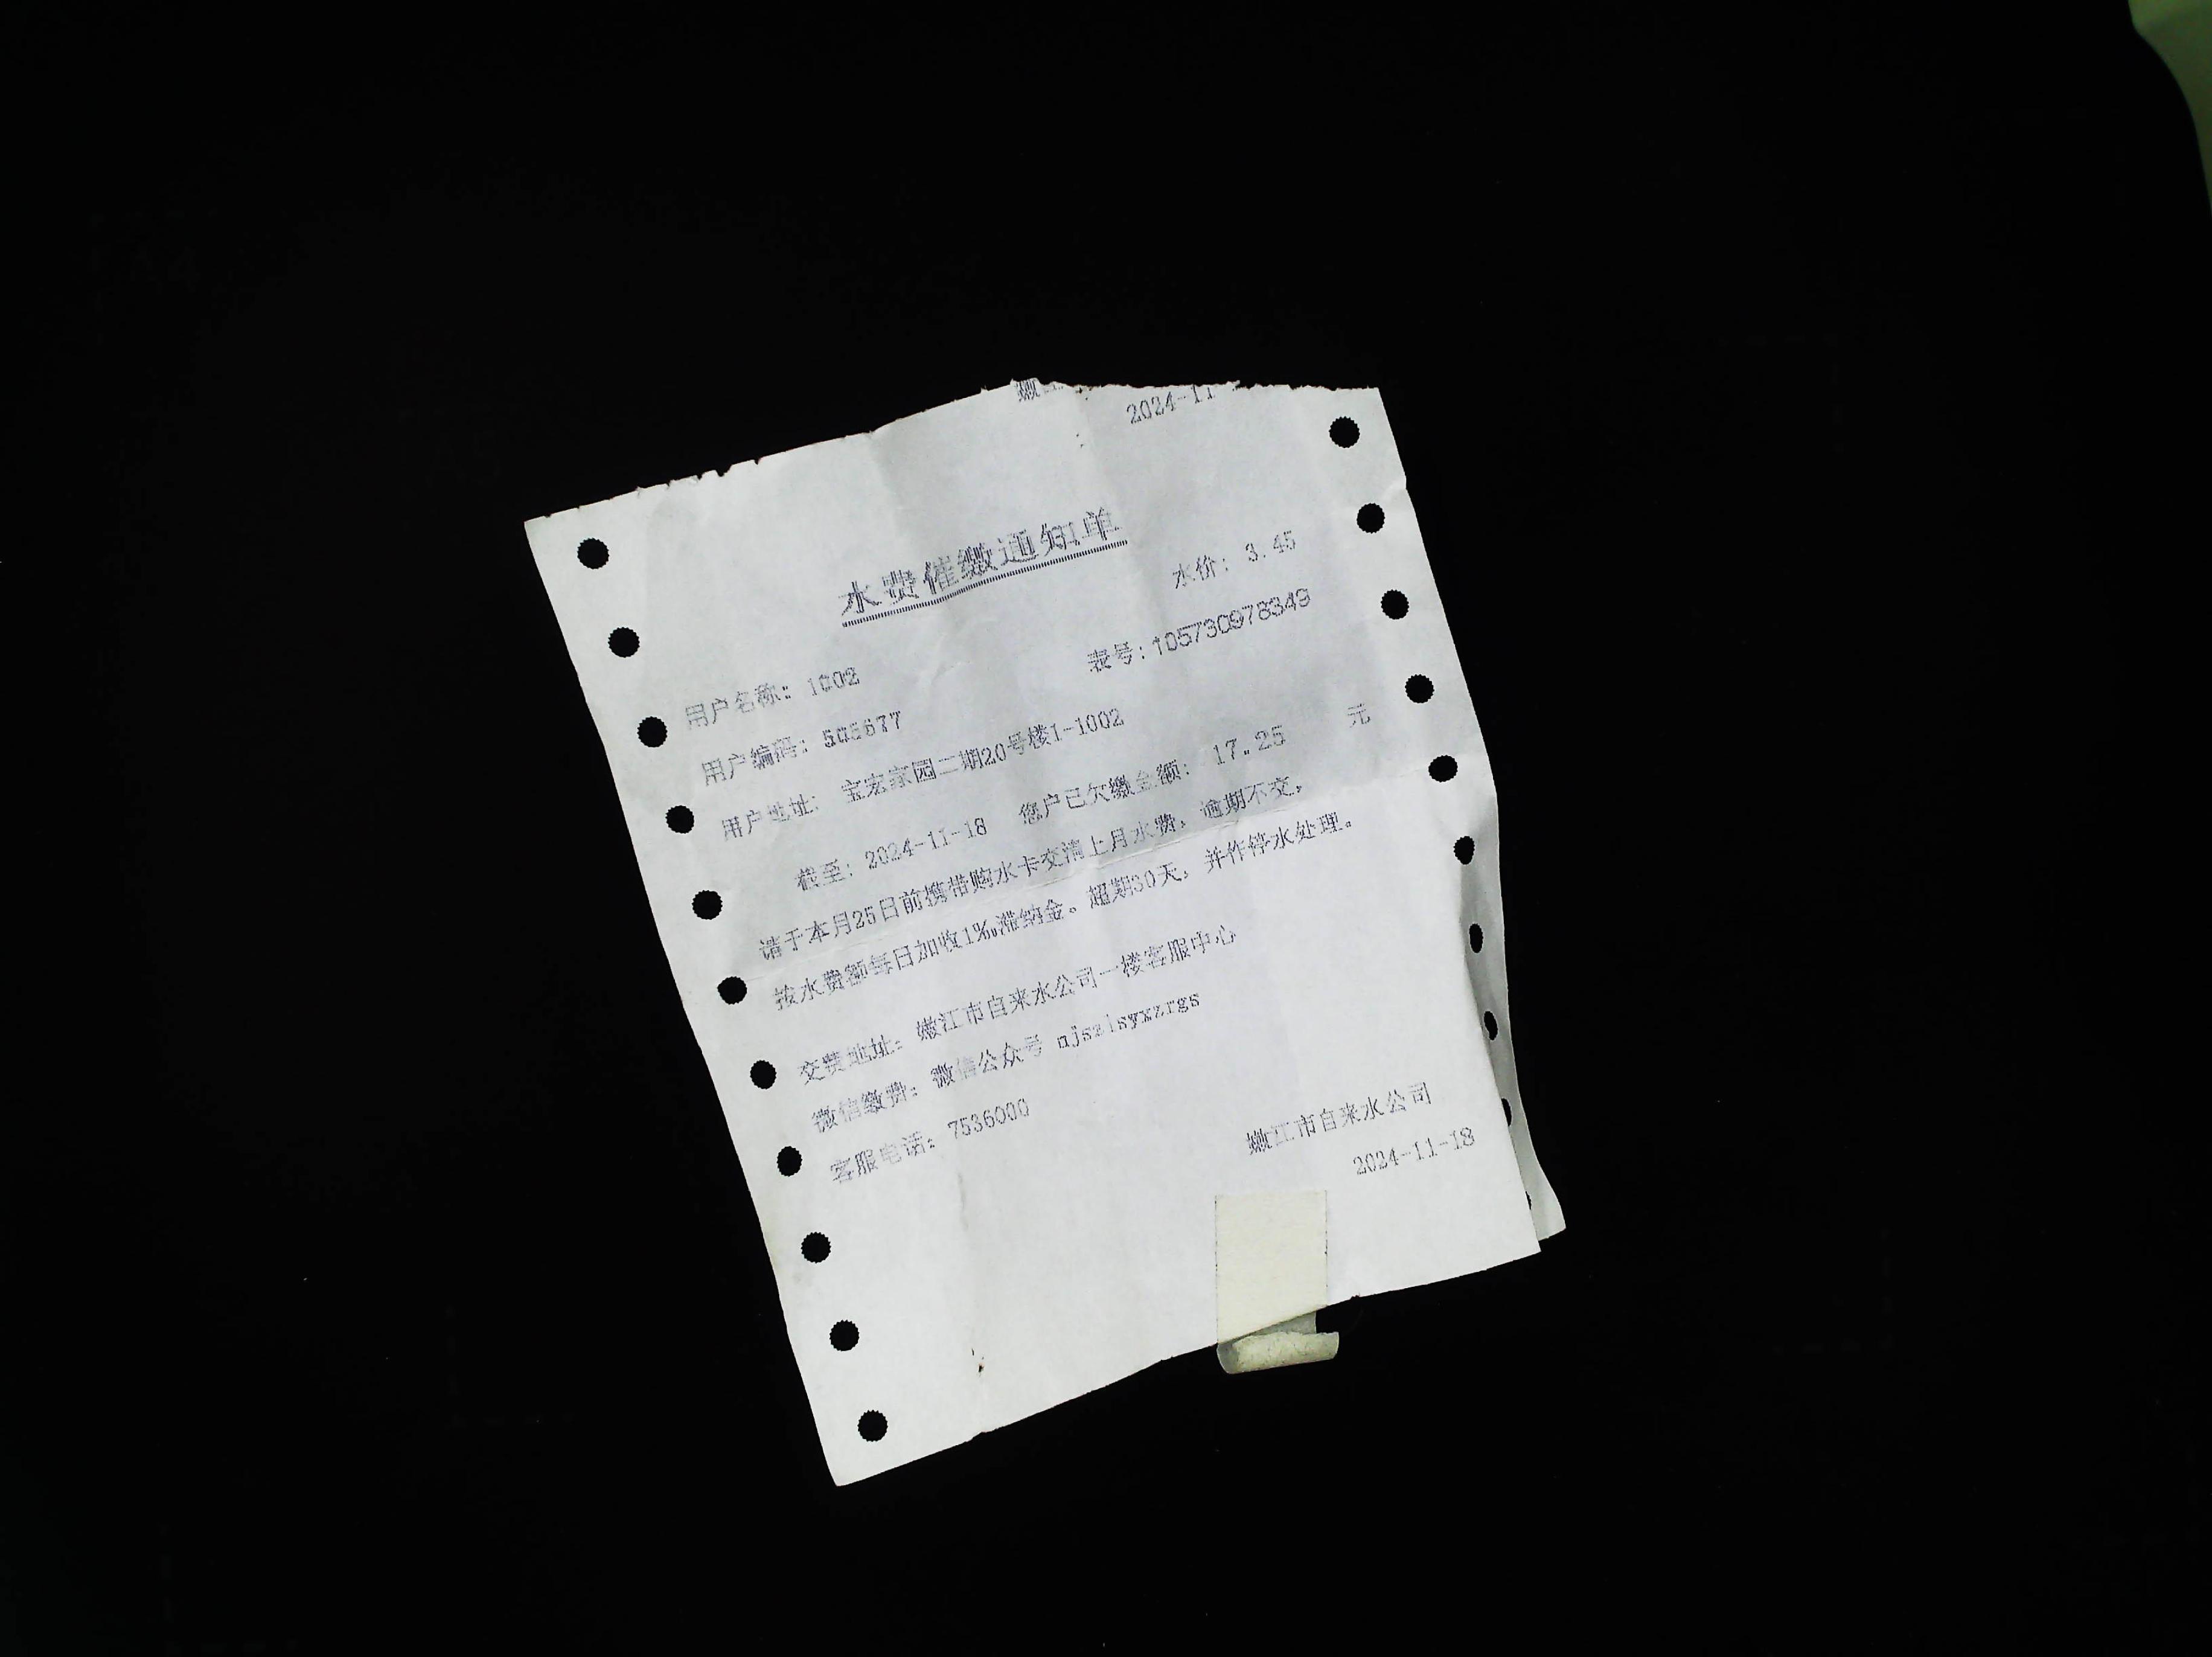 2024-11
水费催缴通知单
水价: 3.45
用户名称: 1002
表号:105730978349
用户编码:
用户地址: 宝宏家园二期20号楼1-1002
截至: 2024-11-18 您户已欠缴金额: 17.25 元
请于本月25日前携带购水卡交清上月水费，逾期不交，
按水费额每日加收1‰滞纳金。超期30天，并作停水处理。
交费地址: 嫩江市自来水公司一楼客服中心
微信缴费: 微信公众号 njszlsyxzrgs
客服电话: 7536000
嫩江市自来水公司
2024-11-18